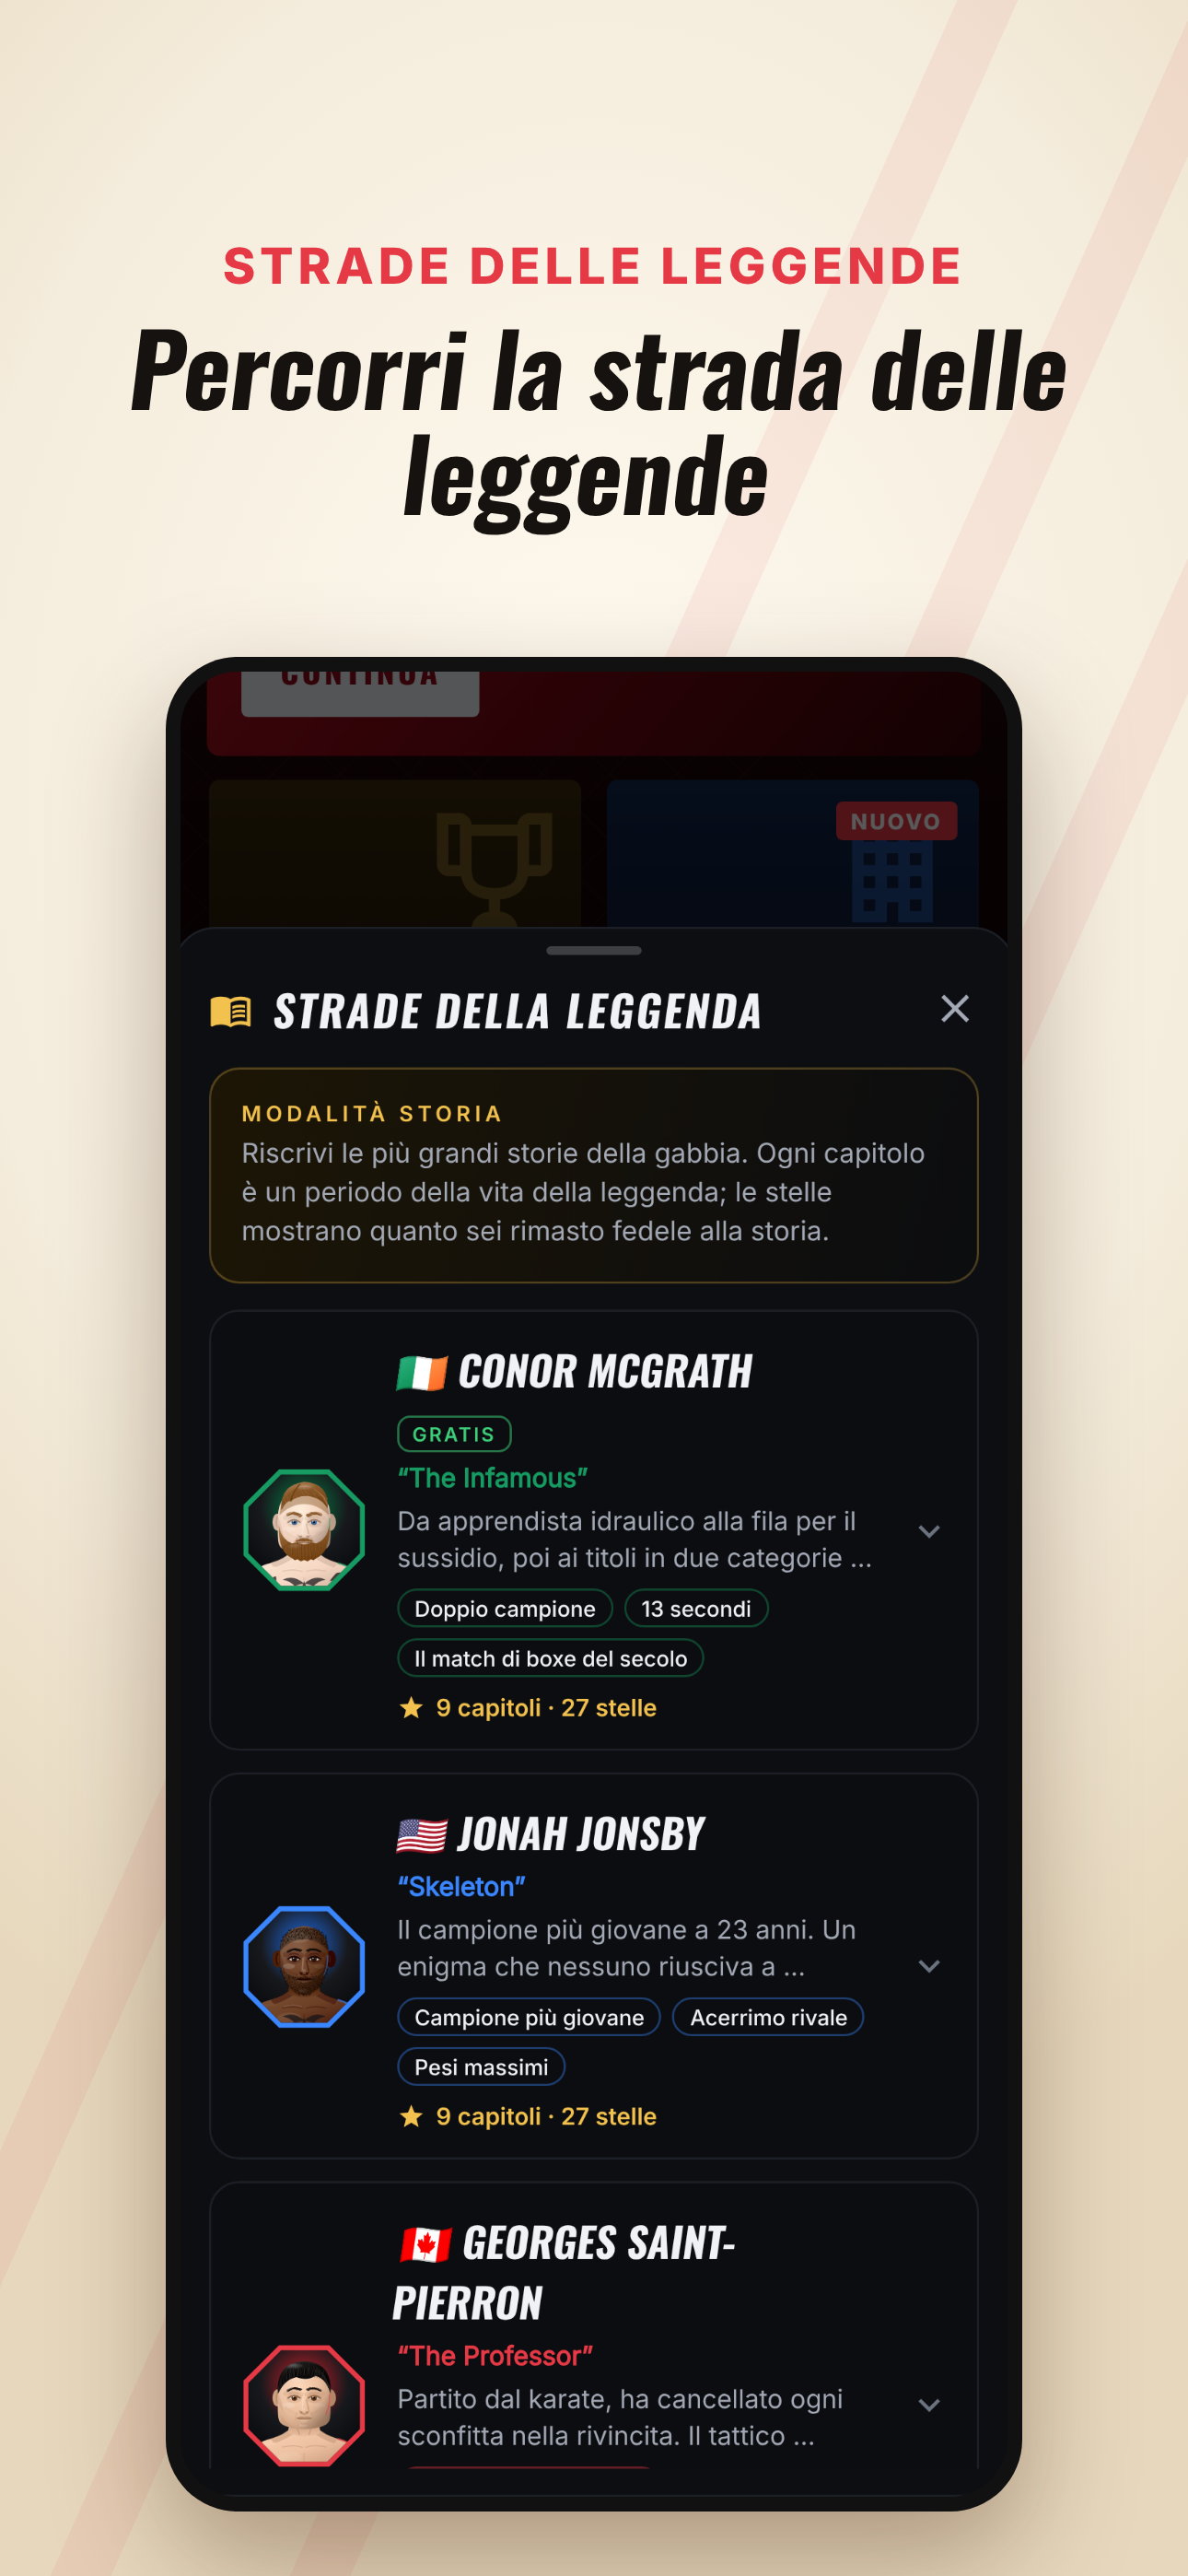 STRADE DELLE LEGGENDE
Percorri la strada delle
leggende
CONTINUA
NUOVO
STRADE DELLA LEGGENDA
MODALITÀ STORIA
Riscrivi le più grandi storie della gabbia. Ogni capitolo
è un periodo della vita della leggenda; le stelle
mostrano quanto sei rimasto fedele alla storia.
CONOR MCGRATH
GRATIS
“The Infamous”
Da apprendista idraulico alla fila per il
sussidio, poi ai titoli in due categorie ...
Doppio campione
13 secondi
Il match di boxe del secolo
9 capitoli · 27 stelle
JONAH JONSBY
“Skeleton”
Il campione più giovane a 23 anni. Un
enigma che nessuno riusciva a ...
Campione più giovane
Acerrimo rivale
Pesi massimi
9 capitoli · 27 stelle
GEORGES SAINT-
PIERRON
“The Professor”
Partito dal karate, ha cancellato ogni
sconfitta nella rivincita. Il tattico ...